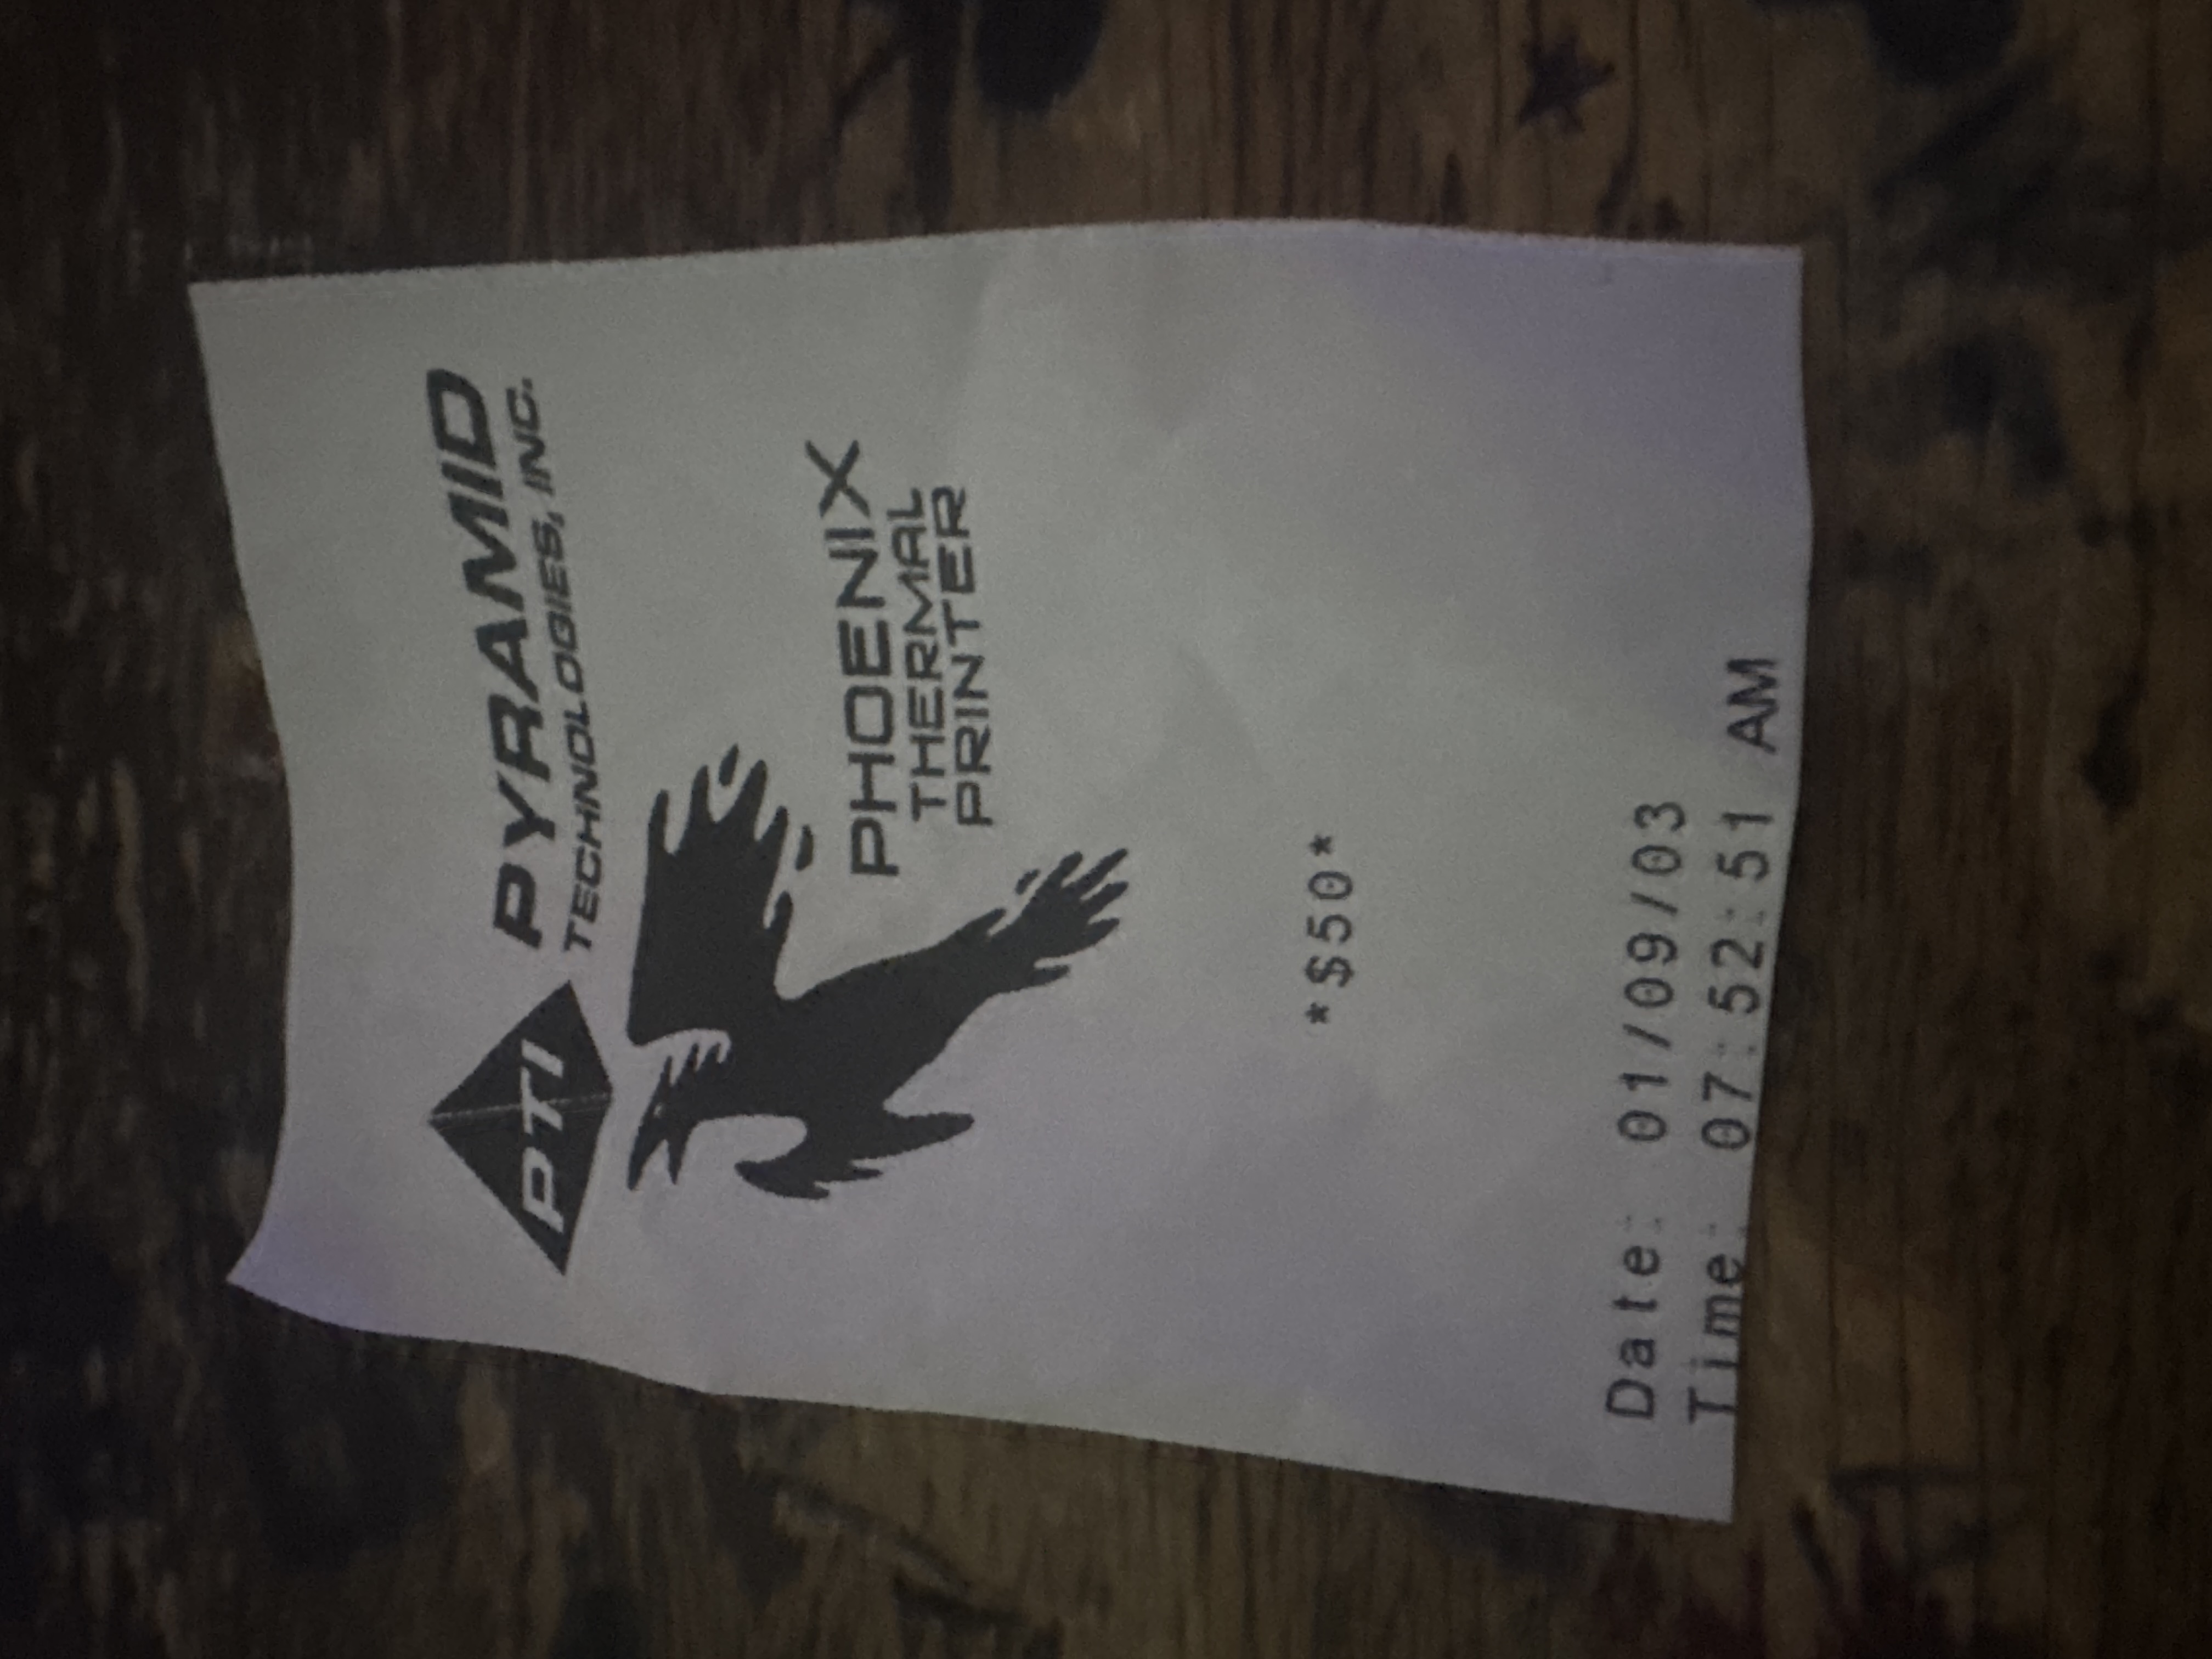 PTI
PYRAMID
TECHNOLOGIES, INC.
PHOENIX
THERMAL
PRINTER
*$50*
Date: 01/09/03
Time: 07:52:51 AM